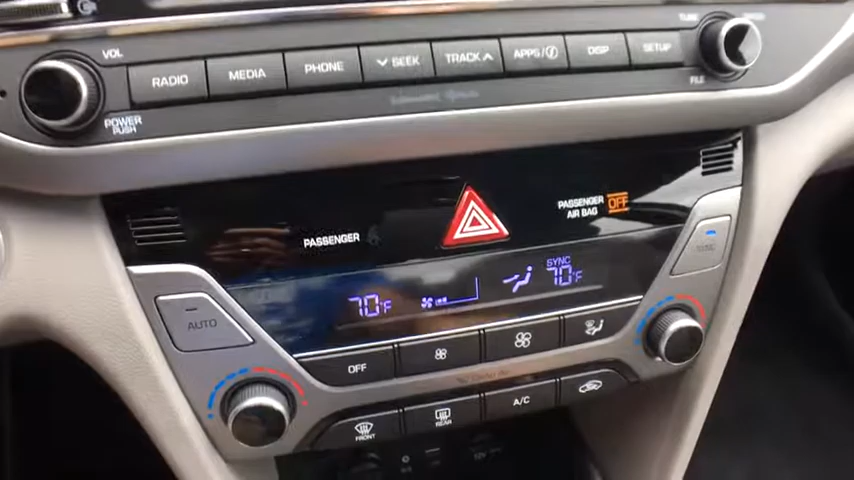 VOL
TUNE
RADIO
MEDIA
PHONE
SEEK
TRACK
APPS/i
DISP
SETUP
POWER
PUSH
FILE
PASSENGER
PASSENGER
AIR BAG
OFF
70°F
SYNC
70°F
AUTO
SYNC
OFF
FRONT
REAR
A/C